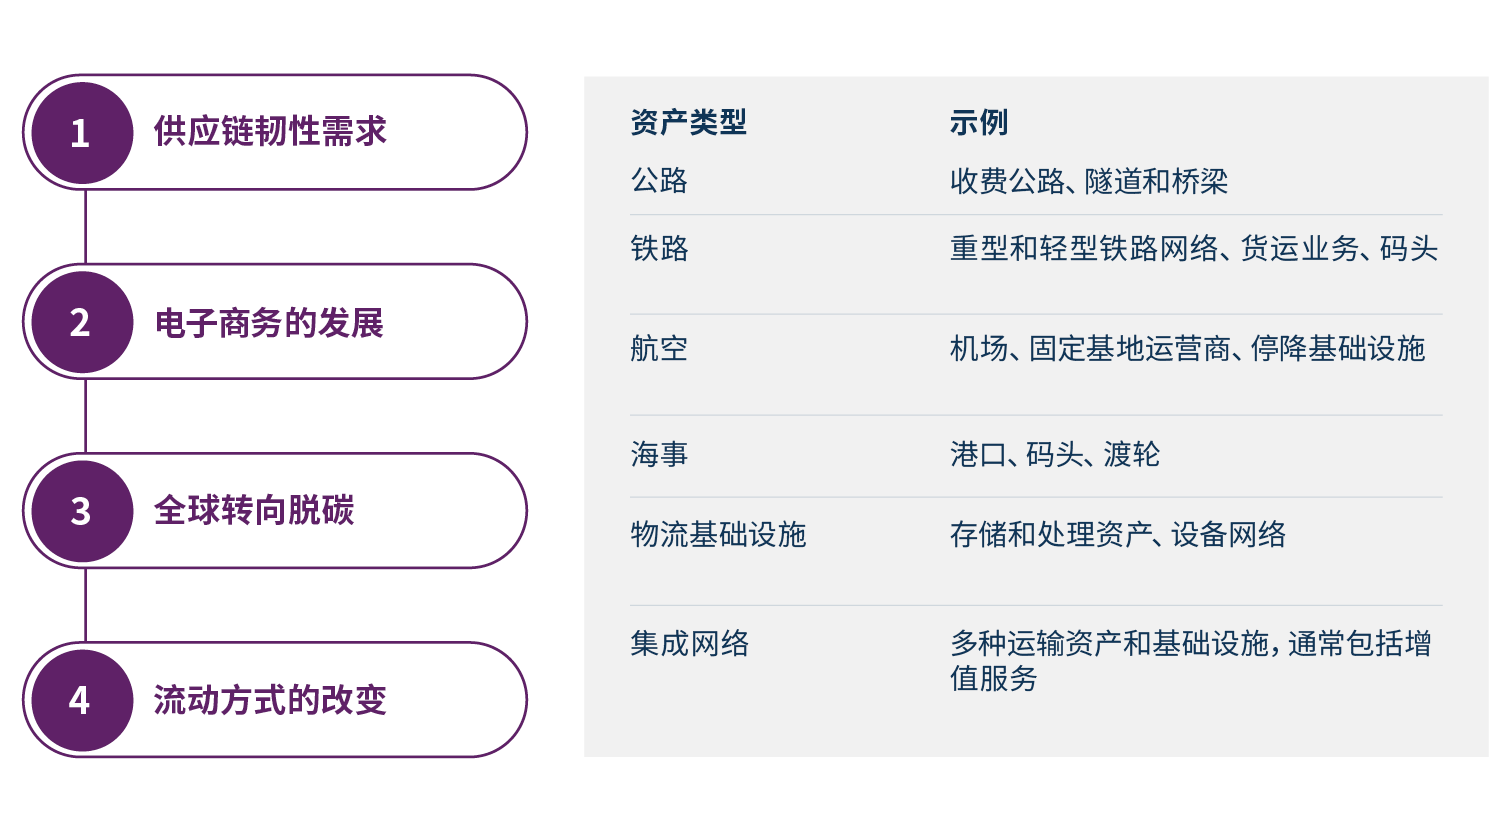 1
供应链韧性需求
2
电子商务的发展
3
全球转向脱碳
4
流动方式的改变
资产类型 示例
公路 收费公路、隧道和桥梁
铁路 重型和轻型铁路网络、货运业务、码头
航空 机场、固定基地运营商、停降基础设施
海事 港口、码头、渡轮
物流基础设施 存储和处理资产、设备网络
集成网络 多种运输资产和基础设施，通常包括增
值服务